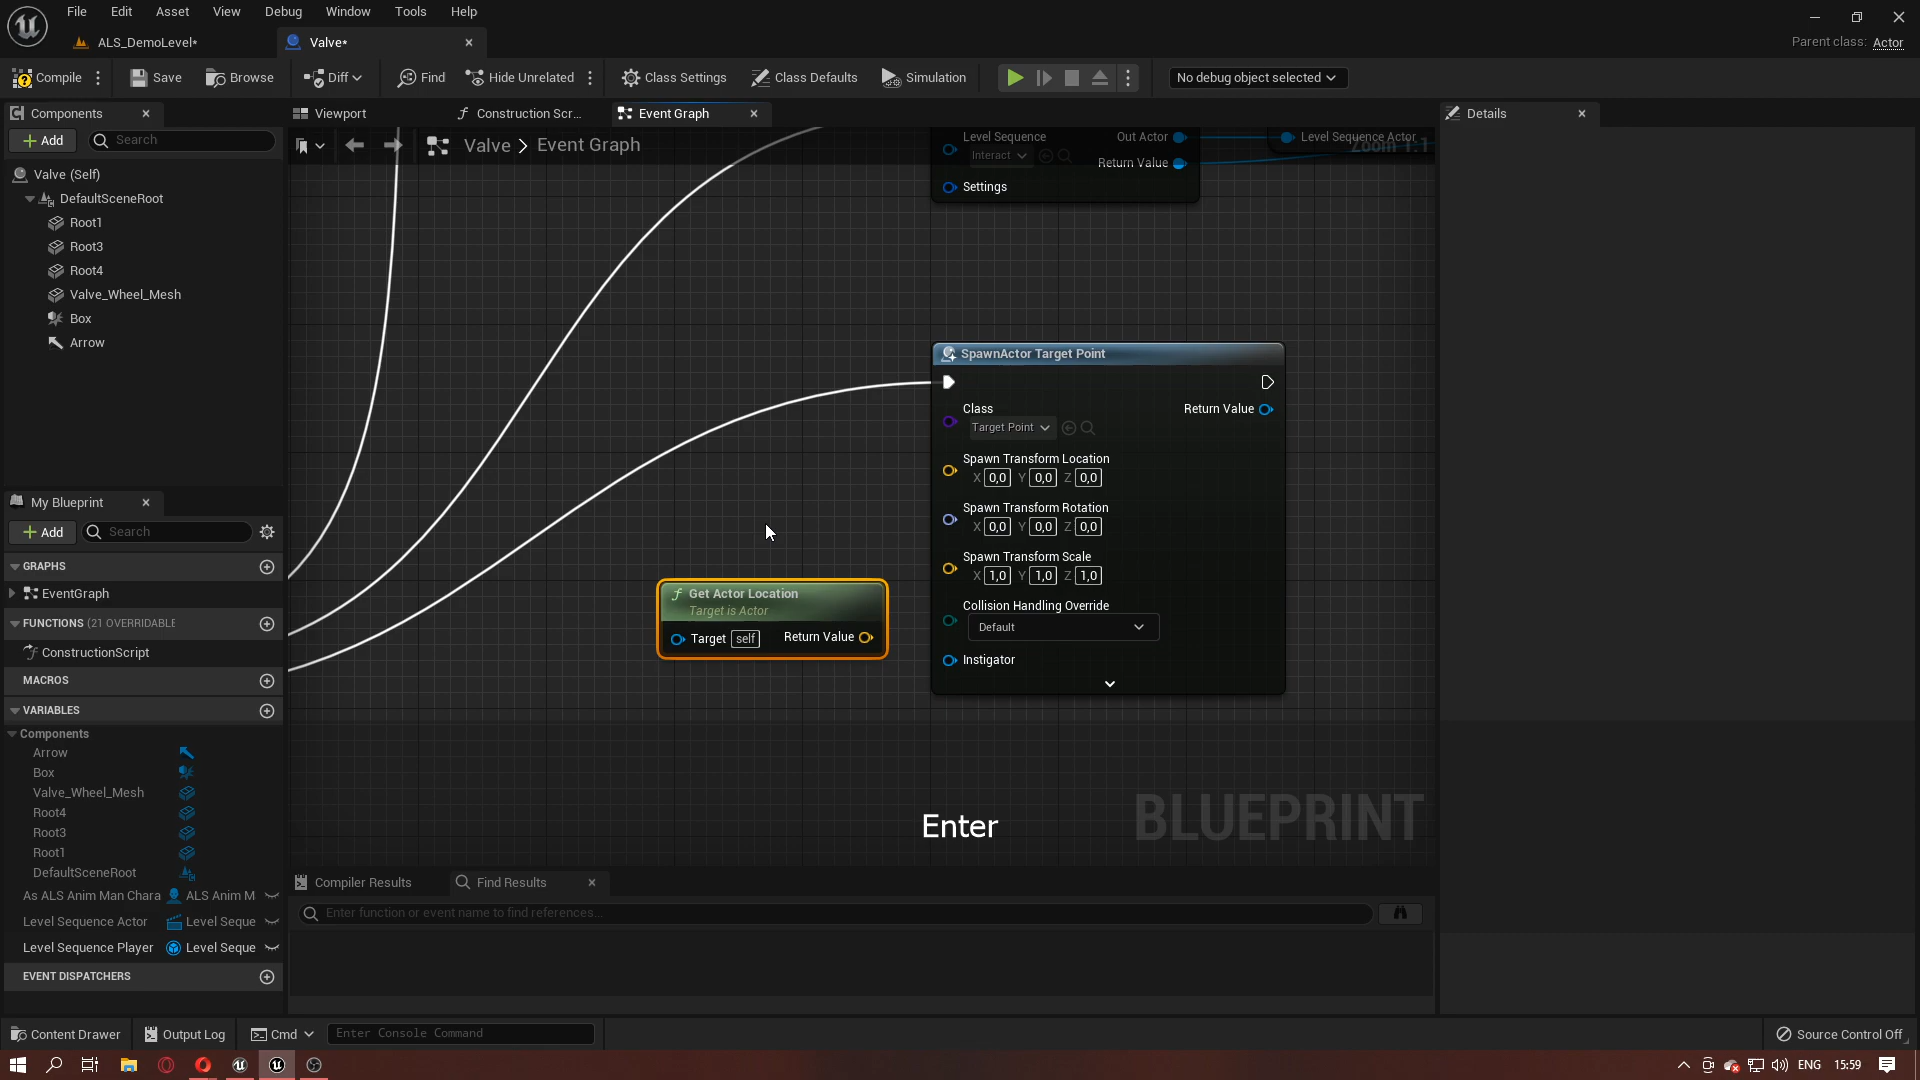 File Edit Asset View Debug Window Tools Help
ALS_DemoLevel*
Valve*
Parent class: Actor
Compile
Save
Browse
Diff
Find
Hide Unrelated
Class Settings
Class Defaults
Simulation
No debug object selected
Components
Add
Search
Valve (Self)
DefaultSceneRoot
Root1
Root3
Root4
Valve_Wheel_Mesh
Box
Arrow
My Blueprint
Add
Search
GRAPHS
EventGraph
FUNCTIONS (21 OVERRIDABLE
ConstructionScript
MACROS
VARIABLES
Components
Arrow
Box
Valve_Wheel_Mesh
Root4
Root3
Root1
DefaultSceneRoot
As ALS Anim Man Chara ALS Anim M
Level Sequence Actor Level Seque
Level Sequence Player Level Seque
EVENT DISPATCHERS
Viewport
Construction Scr...
Event Graph
Valve > Event Graph
Zoom 1:1
Level Sequence
Interact
Settings
Out Actor
Return Value
Level Sequence Actor
SpawnActor Target Point
Class
Target Point
Return Value
Spawn Transform Location
X 0,0 Y 0,0 Z 0,0
Spawn Transform Rotation
X 0,0 Y 0,0 Z 0,0
Spawn Transform Scale
X 1,0 Y 1,0 Z 1,0
Collision Handling Override
Default
Instigator
Get Actor Location
Target is Actor
Target self Return Value
Enter
BLUEPRINT
Compiler Results
Find Results
Enter function or event name to find references...
Details
Content Drawer
Output Log
Cmd
Enter Console Command
Source Control Off
ENG 15:59